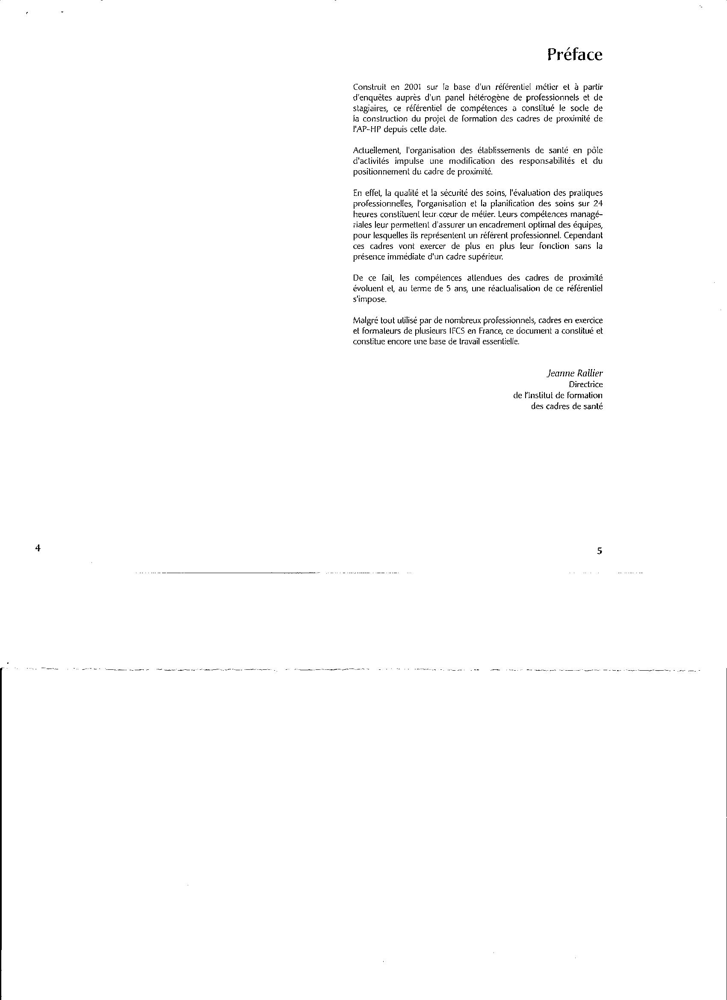 Préface
Construit en 2001 sur la base d'un référentiel métier et à partir
d'enquêtes auprès d'un panel hétérogène de professionnels et de
stagiaires, ce référentiel de compétences a constitué le socle de
la construction du projet de formation des cadres de proximité de
l'AP-HP depuis cette date.
Actuellement, l'organisation des établissements de santé en pôle
d'activités impulse une modification des responsabilités et du
positionnement du cadre de proximité.
En effet, la qualité et la sécurité des soins, l'évaluation des pratiques
professionnelles, l'organisation et la planification des soins sur 24
heures constituent leur cœur de métier. Leurs compétences managé-
riales leur permettent d'assurer un encadrement optimal des équipes,
pour lesquelles ils représentent un référent professionnel. Cependant
ces cadres vont exercer de plus en plus leur fonction sans la
présence immédiate d'un cadre supérieur.
De ce fait, les compétences attendues des cadres de proximité
évoluent et, au terme de 5 ans, une réactualisation de ce référentiel
s'impose.
Malgré tout utilisé par de nombreux professionnels, cadres en exercice
et formateurs de plusieurs IFCS en France, ce document a constitué et
constitue encore une base de travail essentielle.
Jeanne Rallier
Directrice
de l'Institut de formation
des cadres de santé
4
5